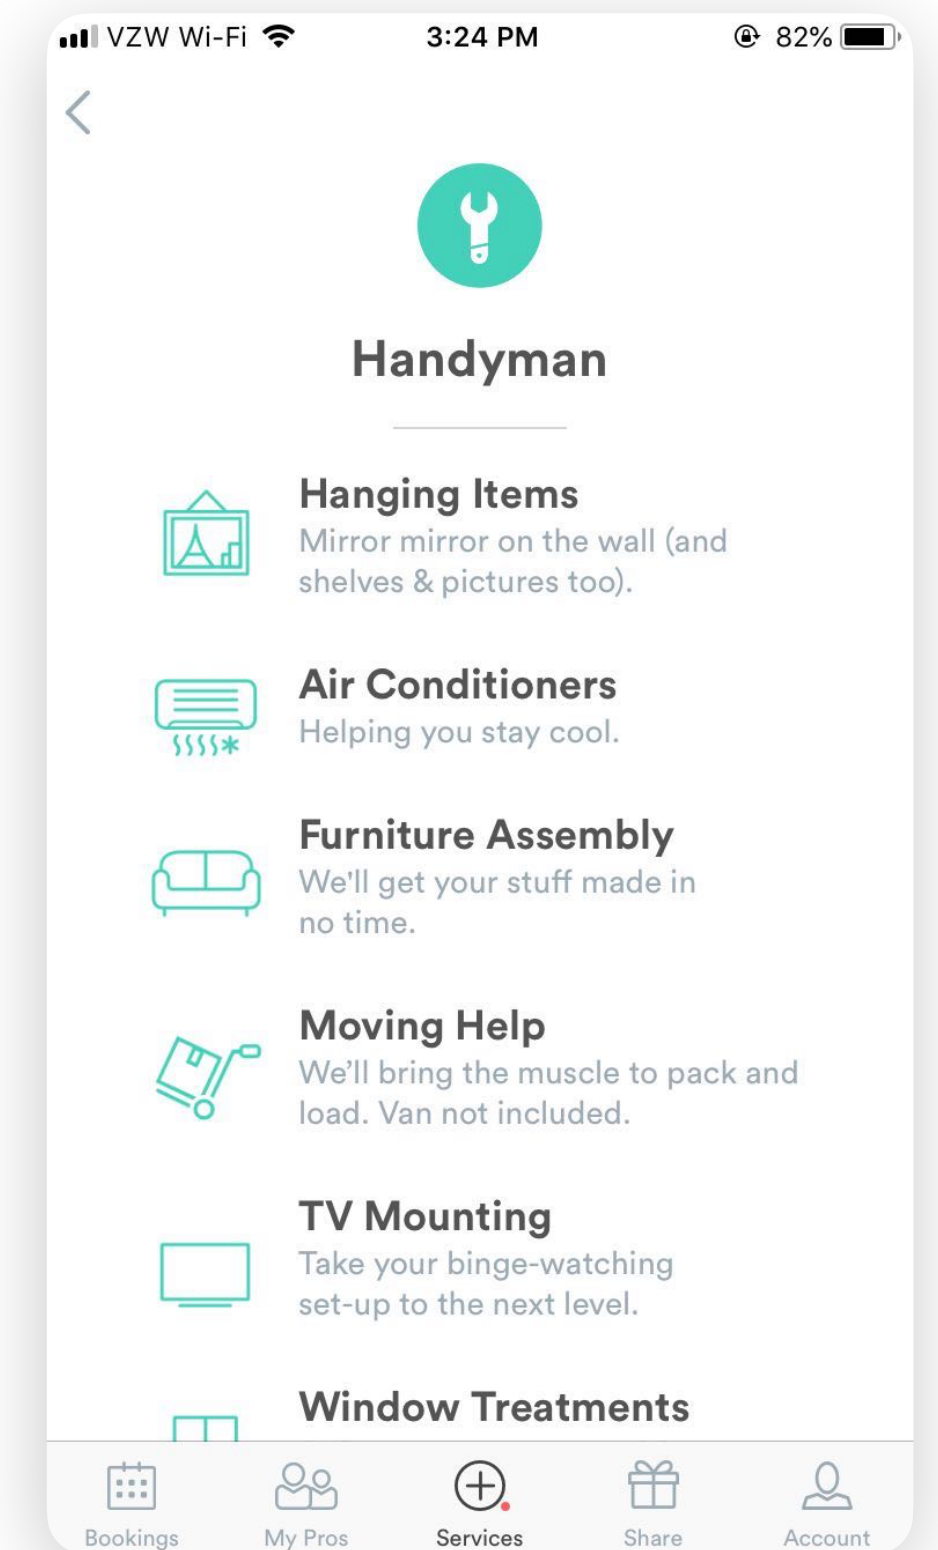 VZW Wi-Fi 3:24 PM 82%
Handyman
Hanging Items
Mirror mirror on the wall (and
shelves & pictures too).
Air Conditioners
Helping you stay cool.
Furniture Assembly
We'll get your stuff made in
no time.
Moving Help
We’ll bring the muscle to pack and
load. Van not included.
TV Mounting
Take your binge-watching
set-up to the next level.
Window Treatments
Bookings My Pros Services Share Account